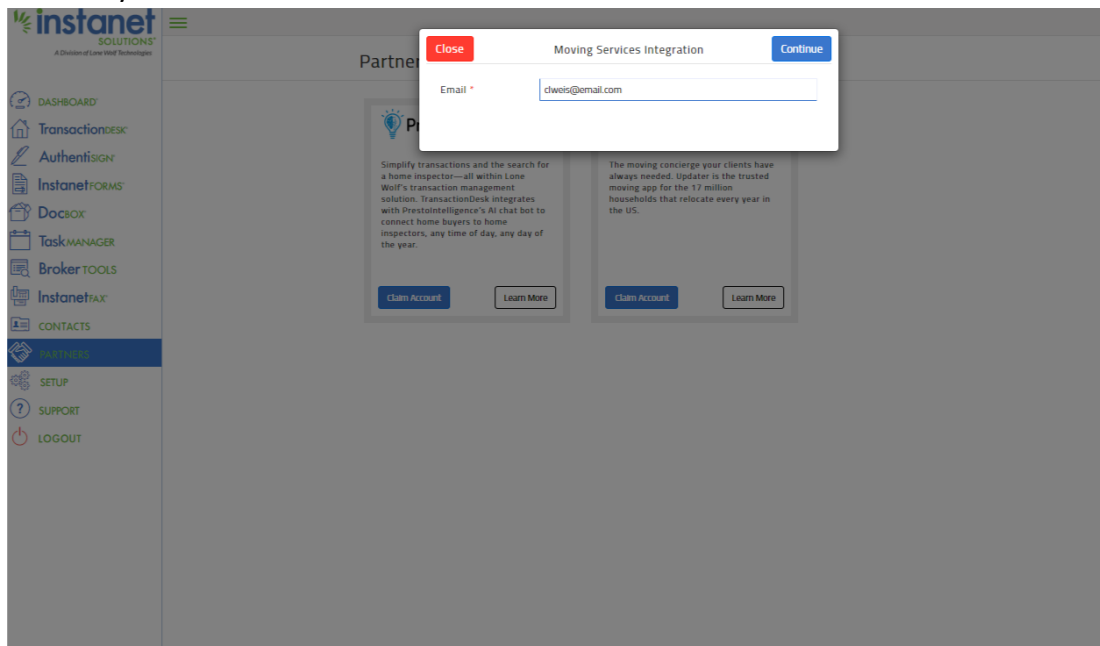 instanet
SOLUTIONS®
A Division of Lone Wolf Technologies
DASHBOARD
TransactionDESK
AuthentiSIGN
InstanetFORMS
DocBOX
TaskMANAGER
Broker TOOLS
InstanetFAX
CONTACTS
PARTNERS
SETUP
SUPPORT
LOGOUT
Partner
Close
Moving Services Integration
Continue
Email *
clweis@email.com
Pr
Simplify transactions and the search for
a home inspector—all within Lone
Wolf's transaction management
solution. TransactionDesk integrates
with PrestoIntelligence's AI chat bot to
connect home buyers to home
inspectors, any time of day, any day of
the year.
Claim Account
Learn More
The moving concierge your clients have
always needed. Updater is the trusted
moving app for the 17 million
households that relocate every year in
the US.
Claim Account
Learn More